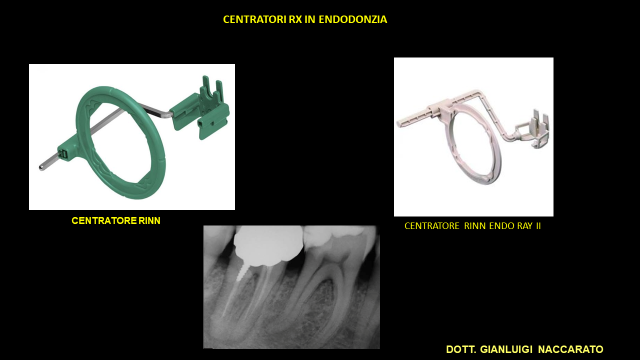 CENTRATORI RX IN ENDODONZIA
CENTRATORE RINN
CENTRATORE RINN ENDO RAY II
DOTT. GIANLUIGI NACCARATO